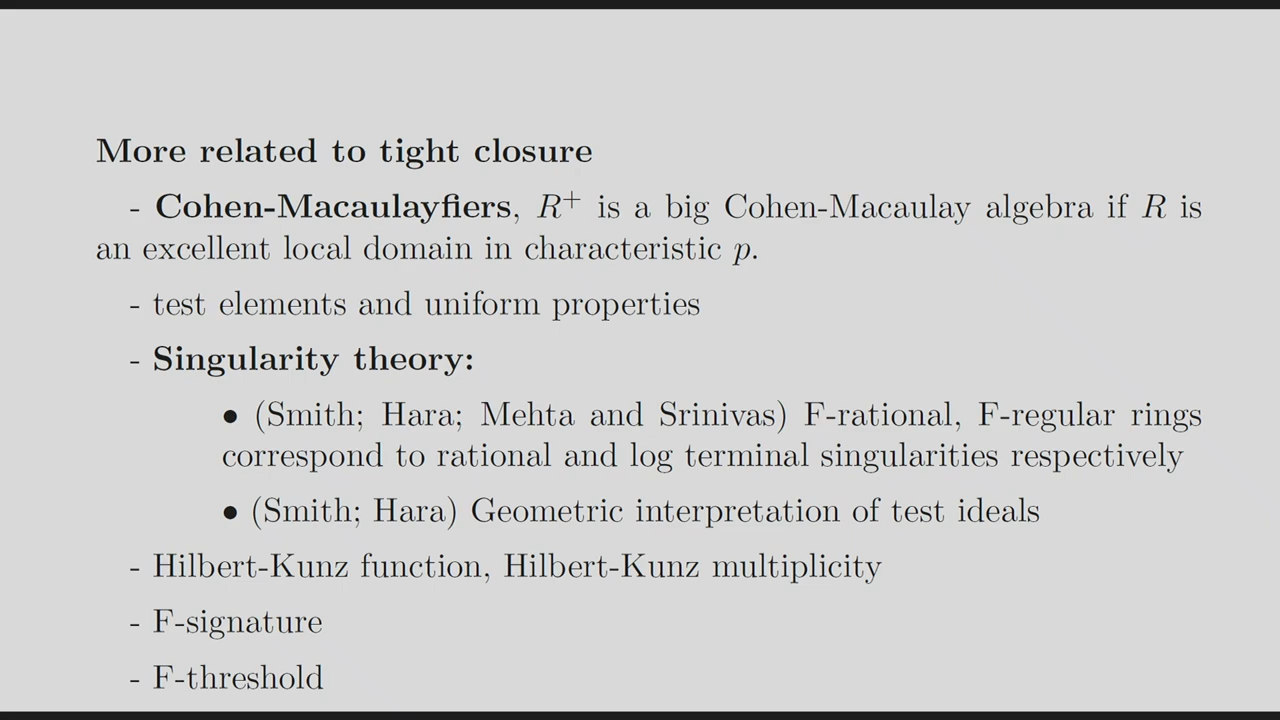 More related to tight closure
- Cohen-Macaulayfiers, R⁺ is a big Cohen-Macaulay algebra if R is
an excellent local domain in characteristic p.
- test elements and uniform properties
- Singularity theory:
• (Smith; Hara; Mehta and Srinivas) F-rational, F-regular rings
correspond to rational and log terminal singularities respectively
• (Smith; Hara) Geometric interpretation of test ideals
- Hilbert-Kunz function, Hilbert-Kunz multiplicity
- F-signature
- F-threshold